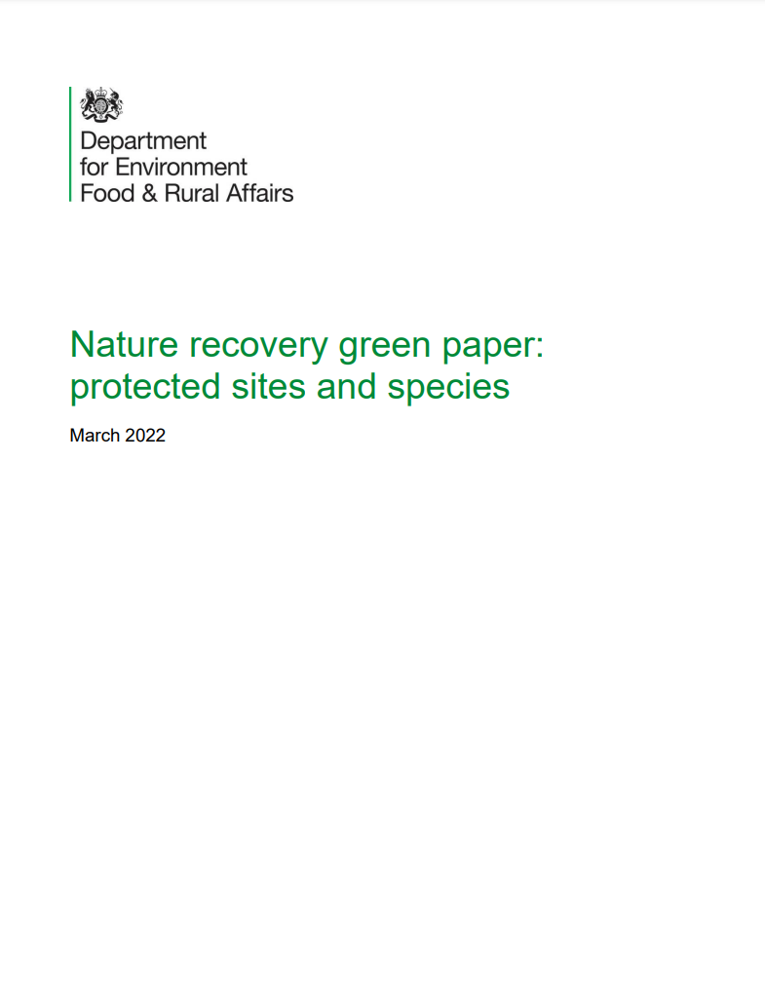 Department
for Environment
Food & Rural Affairs
Nature recovery green paper:
protected sites and species
March 2022